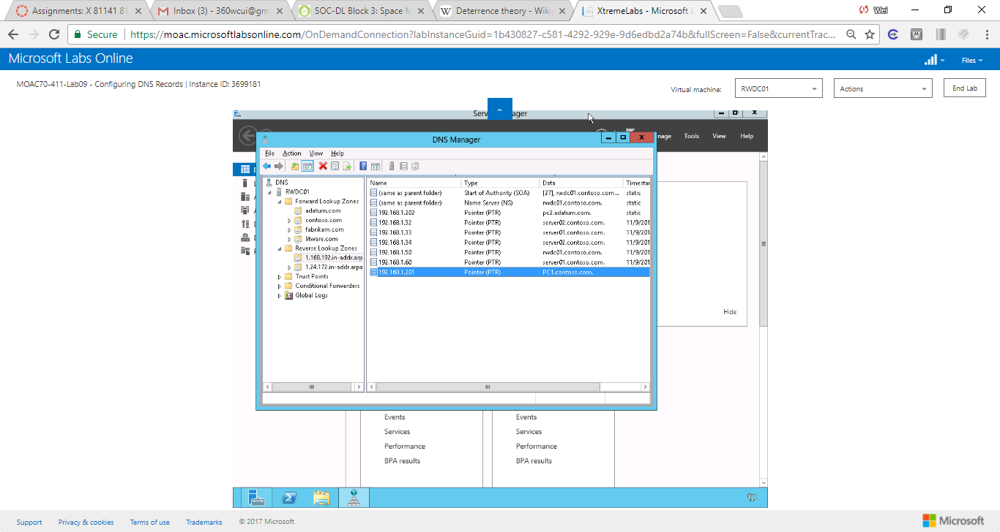 Assignments: X 81141 81
Inbox (3) - 360wcui@gm
SOC-DL Block 3: Space M
W Deterrence theory - Wiki
XtremeLabs - Microsoft L
Wei
Secure https://moac.microsoftlabsonline.com/OnDemandConnection?labInstanceGuid=1b430827-c581-4292-929e-9d6edbd2a74b&fullScreen=False&currentTrac...
Microsoft Labs Online
Files
MOAC70-411-Lab09 - Configuring DNS Records | Instance ID: 3699181
Virtual machine: RWDC01 Actions End Lab
Serv ager
nage Tools View Help
DNS Manager
File Action View Help
DNS
RWDC01
Forward Lookup Zones
adatum.com
contoso.com
fabrikam.com
litware.com
Reverse Lookup Zones
1.168.192.in-addr.arp
1.24.172.in-addr.arpa
Trust Points
Conditional Forwarders
Global Logs
Name Type Data Timestar
(same as parent folder) Start of Authority (SOA) [27], rwdc01.contoso.com... static
(same as parent folder) Name Server (NS) rwdc01.contoso.com. static
192.168.1.202 Pointer (PTR) pc2.adatum.com. static
192.168.1.32 Pointer (PTR) server02.contoso.com. 11/9/201
192.168.1.33 Pointer (PTR) server01.contoso.com. 11/9/201
192.168.1.34 Pointer (PTR) server02.contoso.com. 11/9/201
192.168.1.50 Pointer (PTR) rwdc01.contoso.com. 11/9/201
192.168.1.60 Pointer (PTR) server01.contoso.com. 11/9/201
192.168.1.201 Pointer (PTR) PC1.contoso.com.
Hide
Events Events
Services Services
Performance Performance
BPA results BPA results
Support Privacy & cookies Terms of use Trademarks © 2017 Microsoft
Microsoft